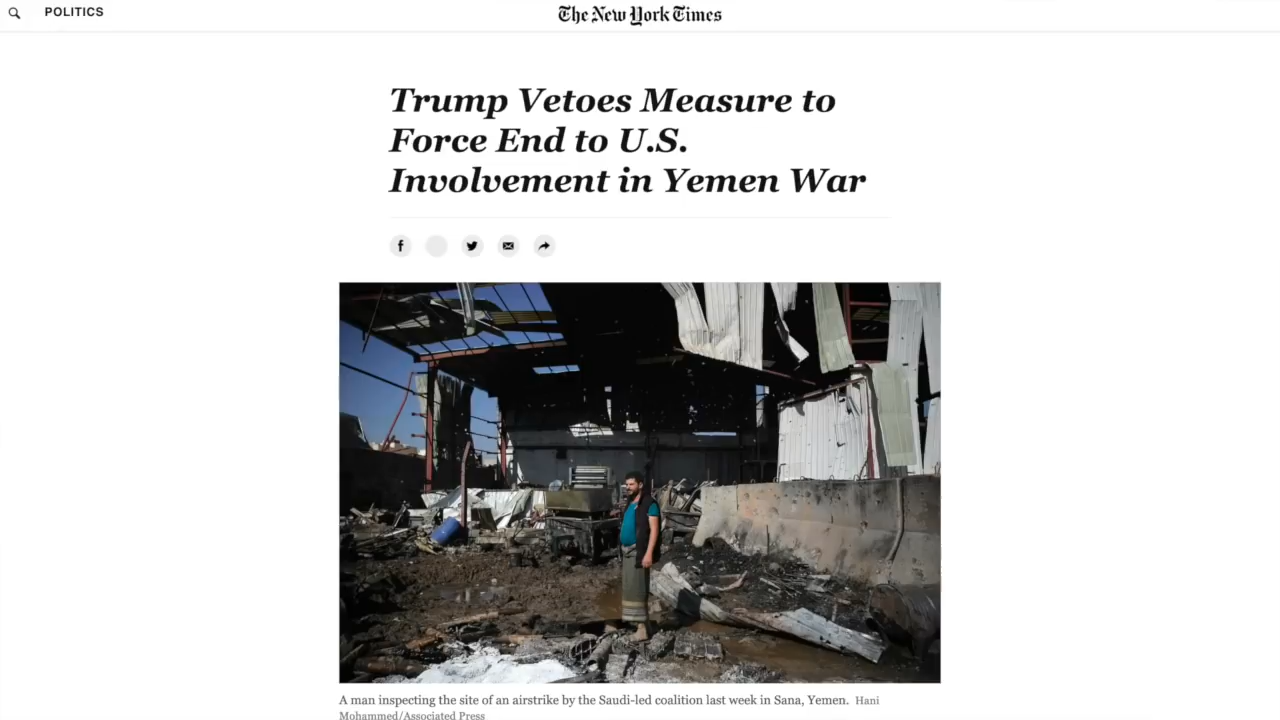 POLITICS
The New York Times
Trump Vetoes Measure to
Force End to U.S.
Involvement in Yemen War
A man inspecting the site of an airstrike by the Saudi-led coalition last week in Sana, Yemen. Hani
Mohammed/Associated Press